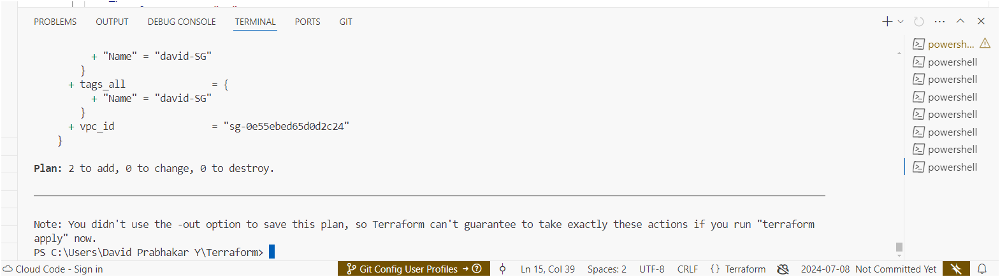 PROBLEMS OUTPUT DEBUG CONSOLE TERMINAL PORTS GIT
+ "Name" = "david-SG"
}
+ tags_all = {
+ "Name" = "david-SG"
}
+ vpc_id = "sg-0e55ebed65d0d2c24"
}
Plan: 2 to add, 0 to change, 0 to destroy.
Note: You didn't use the -out option to save this plan, so Terraform can't guarantee to take exactly these actions if you run "terraform
apply" now.
PS C:\Users\David Prabhakar Y\Terraform>
powersh...
powershell
powershell
powershell
powershell
powershell
powershell
powershell
Cloud Code - Sign in Git Config User Profiles Ln 15, Col 39 Spaces: 2 UTF-8 CRLF {} Terraform 2024-07-08 Not Committed Yet